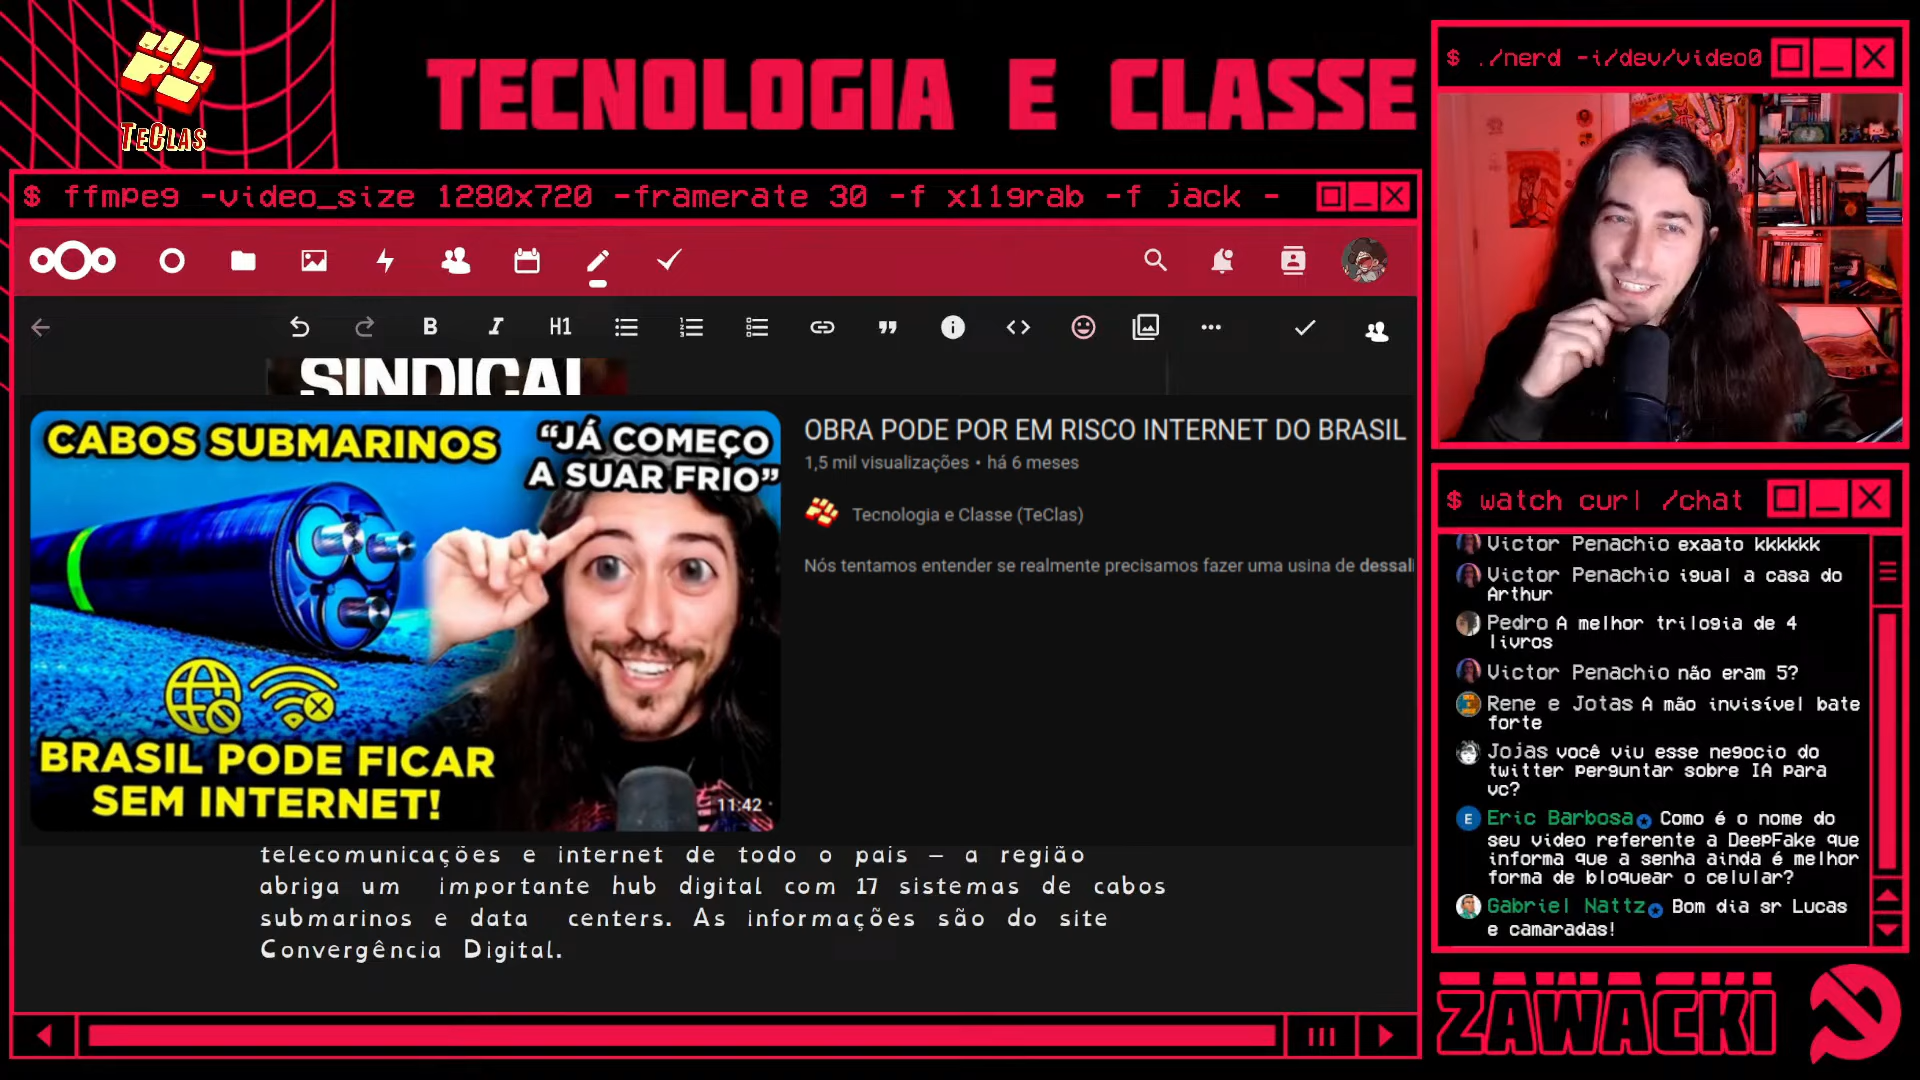 TeClas
TECNOLOGIA E CLASSE
$ ffmpeg -video_size 1280x720 -framerate 30 -f x11grab -f jack -
B I H1
SINDICAL
CABOS SUBMARINOS
“JÁ COMEÇO
A SUAR FRIO”
BRASIL PODE FICAR
SEM INTERNET!
11:42
OBRA PODE POR EM RISCO INTERNET DO BRASIL
1,5 mil visualizações • há 6 meses
Tecnologia e Classe (TeClas)
Nós tentamos entender se realmente precisamos fazer uma usina de dessal
telecomunicações e internet de todo o país – a região
abriga um importante hub digital com 17 sistemas de cabos
submarinos e data centers. As informações são do site
Convergência Digital.
$ ./nerd -i/dev/video0
$ watch curl /chat
Victor Penachio exaato kkkkkk
Victor Penachio igual a casa do
Arthur
Pedro A melhor trilogia de 4
livros
Victor Penachio não eram 5?
Rene e Jotas A mão invisível bate
forte
Jojas você viu esse negocio do
twitter perguntar sobre IA para
vc?
E Eric Barbosa Como é o nome do
seu video referente a DeepFake que
informa que a senha ainda é melhor
forma de bloquear o celular?
Gabriel Nattz Bom dia sr Lucas
e camaradas!
ZAWACKI